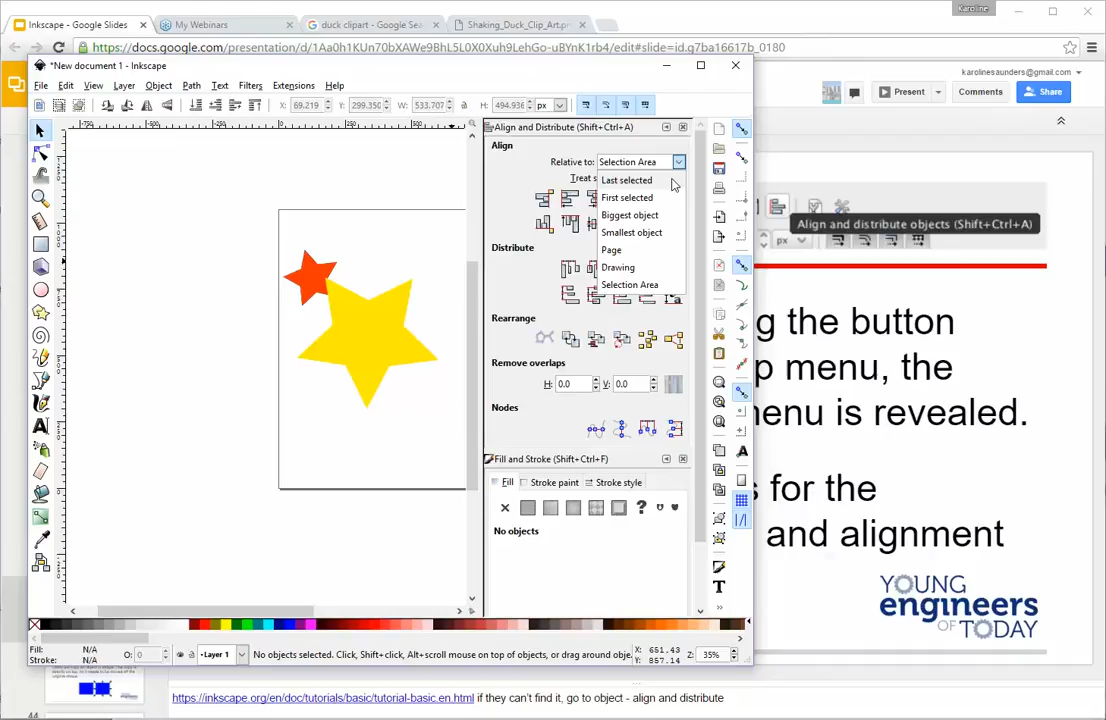 Karoline
Inkscape - Google Slides
My Webinars
duck clipart - Google Sea
Shaking_Duck_Clip_Art.pn
https://docs.google.com/presentation/d/1Aa0h1KUn70bXAWe9BhL5L0X0Xuh9LehGo-uBYnK1rb4/edit#slide=id.q7ba16617b_0180
*New document 1 - Inkscape
karolinesaunders@gmail.com
File Edit View Layer Object Path Text Filters Extensions Help
Present
Comments
Share
X: 69.219 Y: 299.350 W: 533.707 H: 494.936 px
Align and Distribute (Shift+Ctrl+A)
Align
Relative to: Selection Area
Treat s
Last selected
First selected
Biggest object
Smallest object
Page
Drawing
Selection Area
Distribute
Rearrange
Remove overlaps
H: 0.0 V: 0.0
Nodes
Fill and Stroke (Shift+Ctrl+F)
Fill Stroke paint Stroke style
?
No objects
Align and distribute objects (Shift+Ctrl+A)
px
g the button
p menu, the
nenu is revealed.
s for the
and alignment
YOUNG
engineers
OF TODAY
Fill: N/A
Stroke: N/A
O: 0
Layer 1
No objects selected. Click, Shift+click, Alt+scroll mouse on top of objects, or drag around obje
X: 651.43
Y: 857.14
Z: 35%
44
https://inkscape.org/en/doc/tutorials/basic/tutorial-basic.en.html if they can't find it, go to object - align and distribute